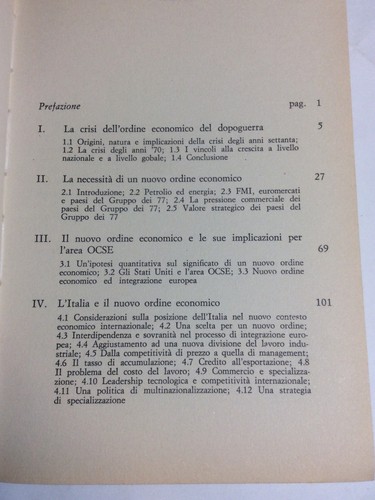 Prefazione pag. 1
I. La crisi dell'ordine economico del dopoguerra 5
1.1 Origini, natura e implicazioni della crisi degli anni settanta;
1.2 La crisi degli anni '70; 1.3 I vincoli alla crescita a livello
nazionale e a livello gobale; 1.4 Conclusione
II. La necessità di un nuovo ordine economico 27
2.1 Introduzione; 2.2 Petrolio ed energia; 2.3 FMI, euromercati
e paesi del Gruppo dei 77; 2.4 La pressione commerciale dei
paesi del Gruppo dei 77; 2.5 Valore strategico dei paesi del
Gruppo dei 77
III. Il nuovo ordine economico e le sue implicazioni per
l'area OCSE 69
3.1 Un'ipotesi quantitativa sul significato di un nuovo ordine
economico; 3.2 Gli Stati Uniti e l'area OCSE; 3.3 Nuovo ordine
economico ed integrazione europea
IV. L'Italia e il nuovo ordine economico 101
4.1 Considerazioni sulla posizione dell'Italia nel nuovo contesto
economico internazionale; 4.2 Una scelta per un nuovo ordine;
4.3 Interdipendenza e sovranità nel processo di integrazione eu-
ropea; 4.4 Aggiustamento ad una nuova divisione del lavoro indu-
striale; 4.5 Dalla competitività di prezzo a quella di management;
4.6 Il tasso di accumulazione; 4.7 Credito all'esportazione; 4.8
Il problema del costo del lavoro; 4.9 Commercio e specializza-
zione; 4.10 Leadership tecnologica e competitività internazionale;
4.11 Una politica di multinazionalizzazione; 4.12 Una strategia
di specializzazione